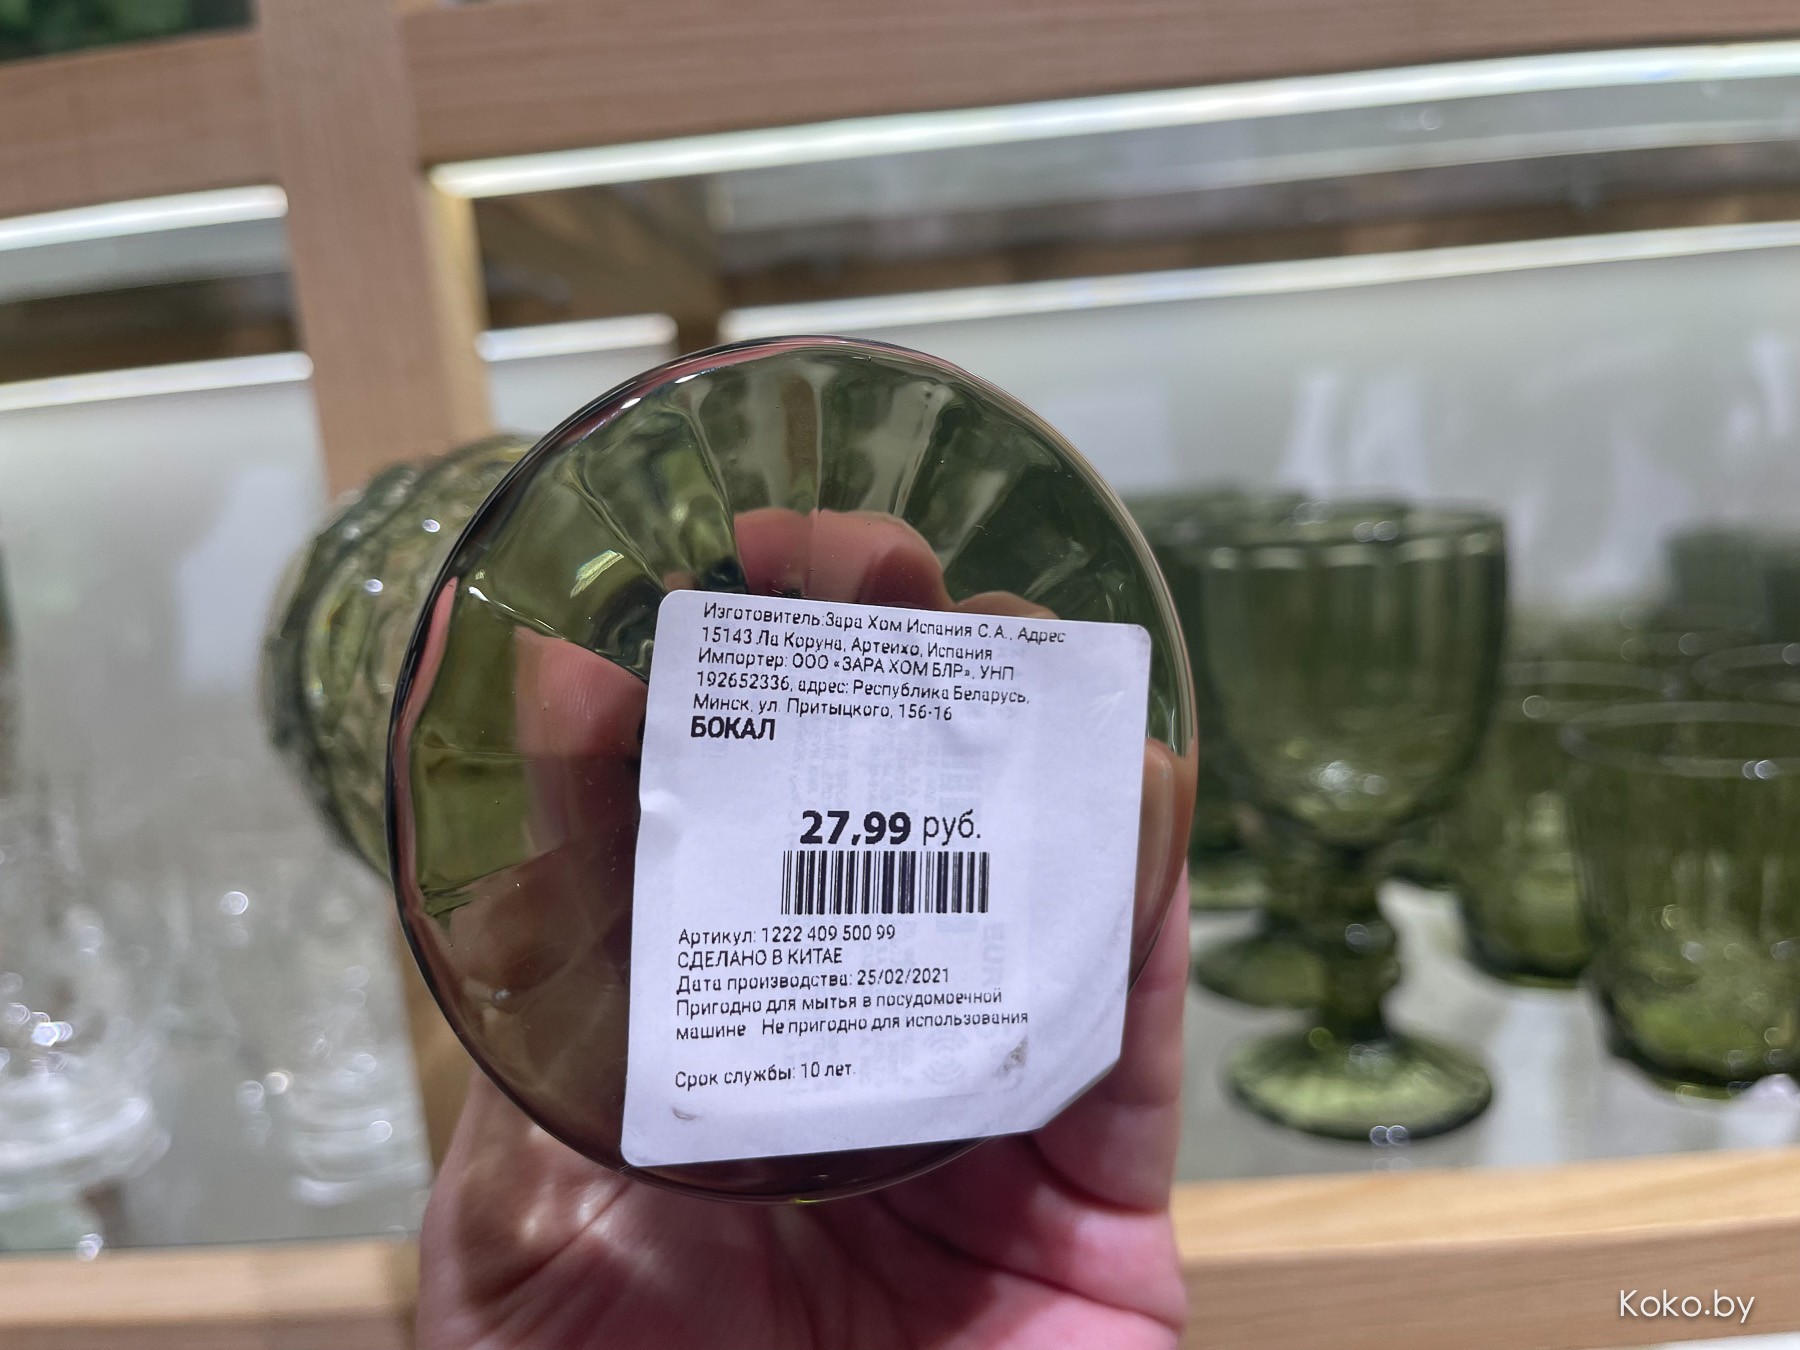 Изготовитель:Зара Хом Испания С.А., Адрес
15143 Ла Коруна, Артеихо, Испания
Импортер: ООО «ЗАРА ХОМ БЛР», УНП
192652336, адрес: Республика Беларусь,
Минск, ул. Притыцкого, 156-16
БОКАЛ
27,99 руб.
Артикул: 1222 409 500 99
СДЕЛАНО В КИТАЕ
Дата производства: 25/02/2021
Пригодно для мытья в посудомоечной
машине Не пригодно для использования
Срок службы: 10 лет.
Koko.by